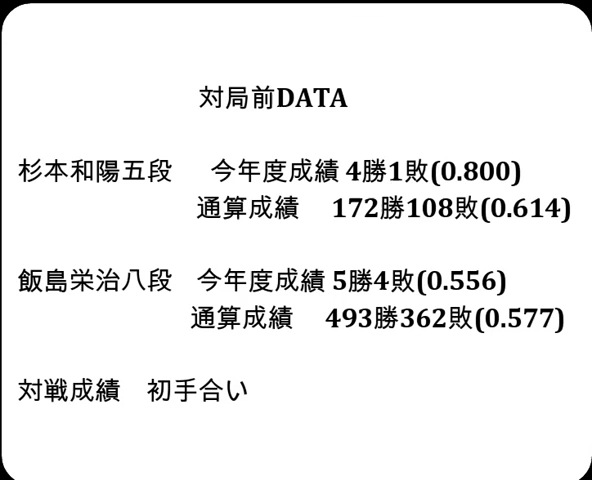 対局前DATA
杉本和陽五段 今年度成績 4勝1敗(0.800)
通算成績 172勝108敗(0.614)
飯島栄治八段 今年度成績 5勝4敗(0.556)
通算成績 493勝362敗(0.577)
対戦成績 初手合い